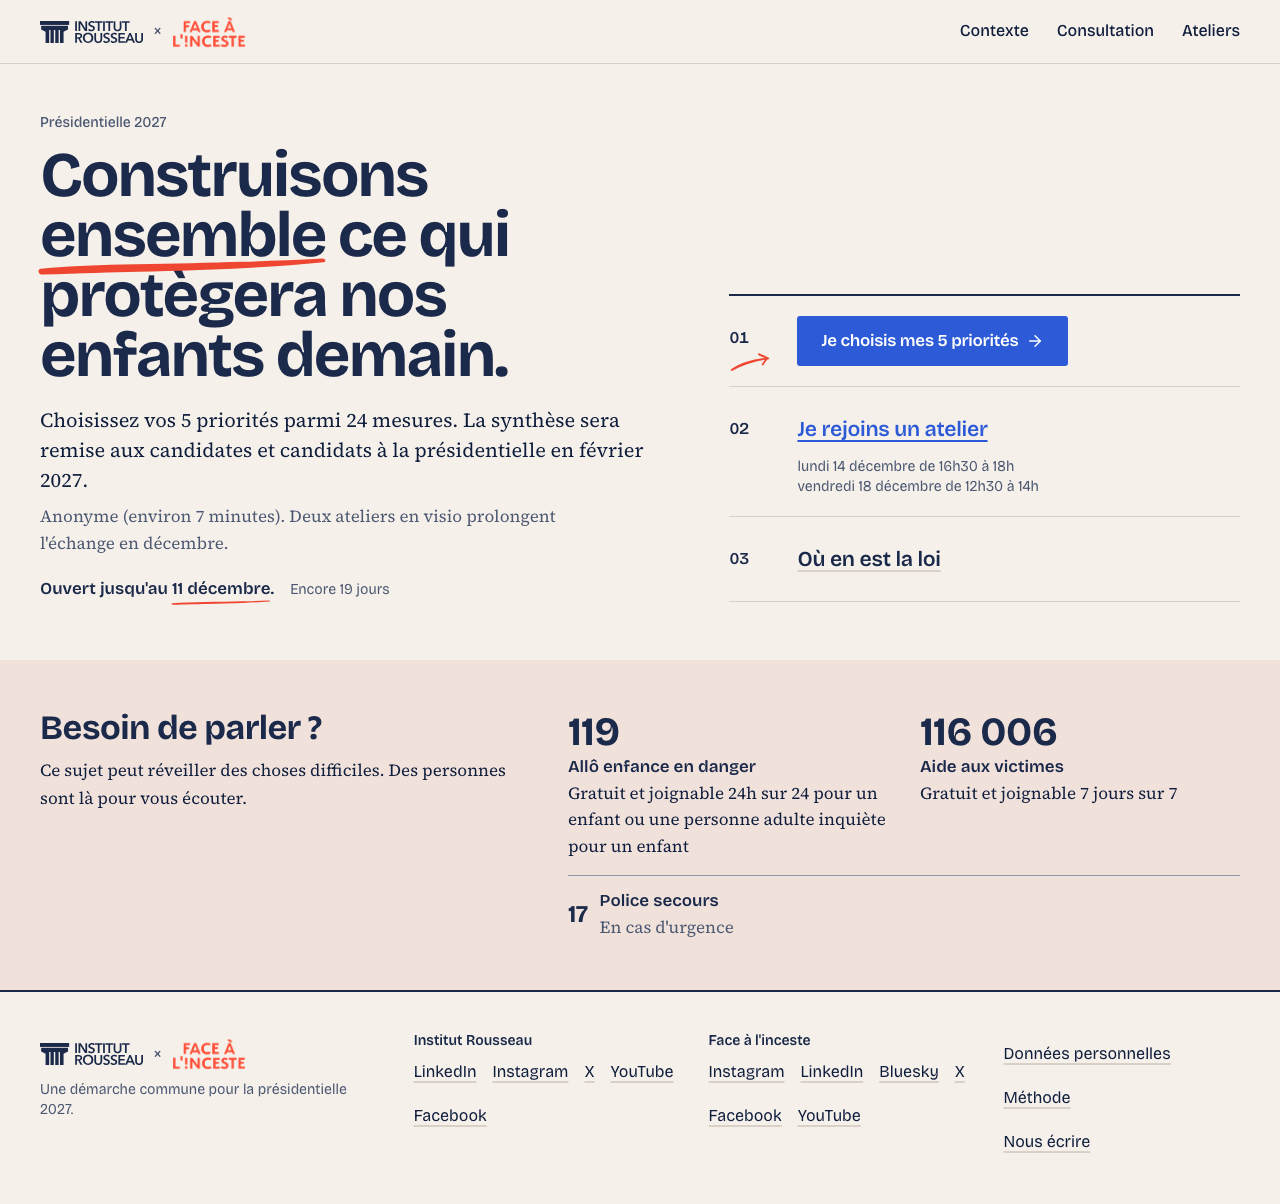 INSTITUT ROUSSEAU × FACE À L'INCESTE
Contexte Consultation Ateliers
Présidentielle 2027
Construisons
ensemble ce qui
protègera nos
enfants demain.
Choisissez vos 5 priorités parmi 24 mesures. La synthèse sera
remise aux candidates et candidats à la présidentielle en février
2027.
Anonyme (environ 7 minutes). Deux ateliers en visio prolongent
l'échange en décembre.
Ouvert jusqu'au 11 décembre. Encore 19 jours
01 Je choisis mes 5 priorités →
02 Je rejoins un atelier
lundi 14 décembre de 16h30 à 18h
vendredi 18 décembre de 12h30 à 14h
03 Où en est la loi
Besoin de parler ?
Ce sujet peut réveiller des choses difficiles. Des personnes
sont là pour vous écouter.
119
Allô enfance en danger
Gratuit et joignable 24h sur 24 pour un
enfant ou une personne adulte inquiète
pour un enfant
116 006
Aide aux victimes
Gratuit et joignable 7 jours sur 7
17 Police secours
En cas d'urgence
INSTITUT ROUSSEAU × FACE À L'INCESTE
Une démarche commune pour la présidentielle
2027.
Institut Rousseau
LinkedIn Instagram X YouTube
Facebook
Face à l'inceste
Instagram LinkedIn Bluesky X
Facebook YouTube
Données personnelles
Méthode
Nous écrire